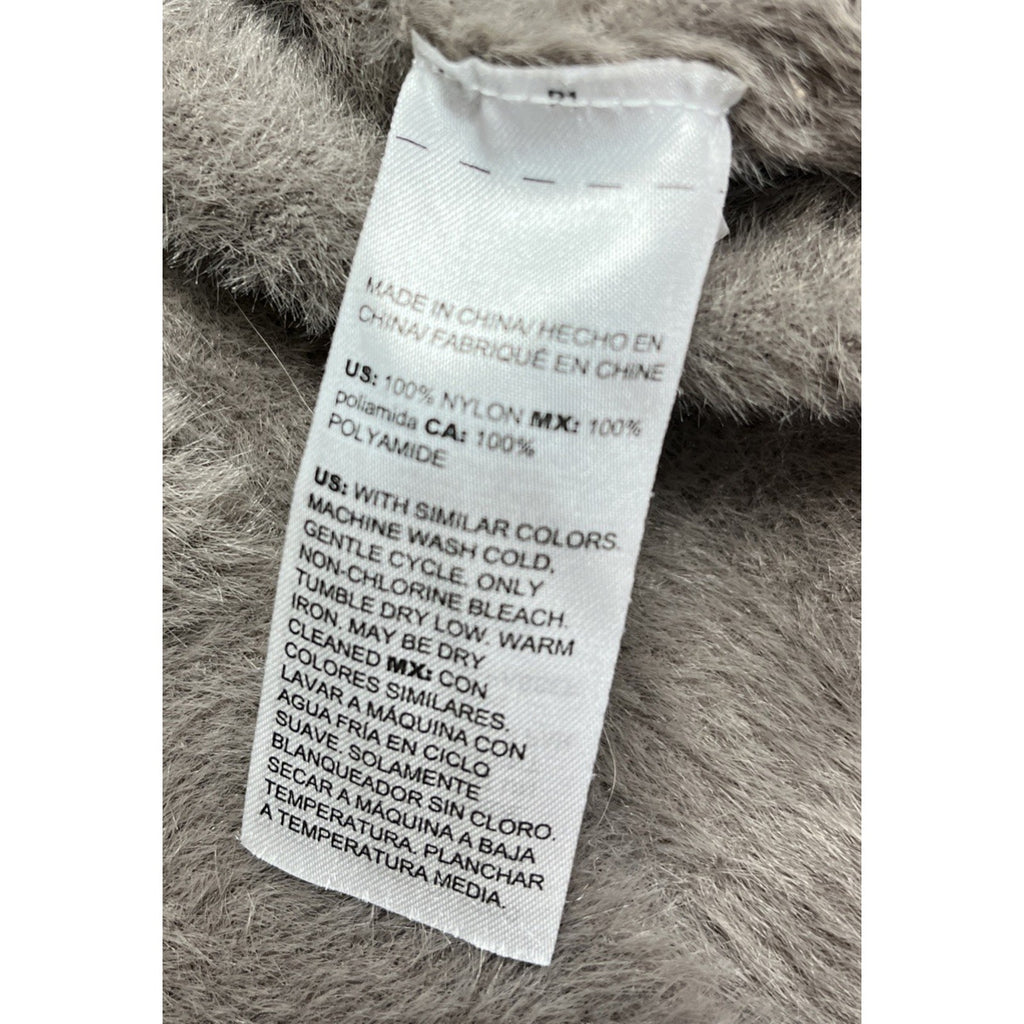 MADE IN CHINA/ HECHO EN
CHINA/ FABRIQUÉ EN CHINE
US: 100% NYLON MX: 100%
poliamida CA: 100%
POLYAMIDE
US: WITH SIMILAR COLORS.
MACHINE WASH COLD,
GENTLE CYCLE. ONLY
NON-CHLORINE BLEACH.
TUMBLE DRY LOW. WARM
IRON. MAY BE DRY
CLEANED MX: CON
COLORES SIMILARES.
LAVAR A MÁQUINA CON
AGUA FRÍA EN CICLO
SUAVE. SOLAMENTE
BLANQUEADOR SIN CLORO.
SECAR A MÁQUINA A BAJA
TEMPERATURA. PLANCHAR
A TEMPERATURA MEDIA.